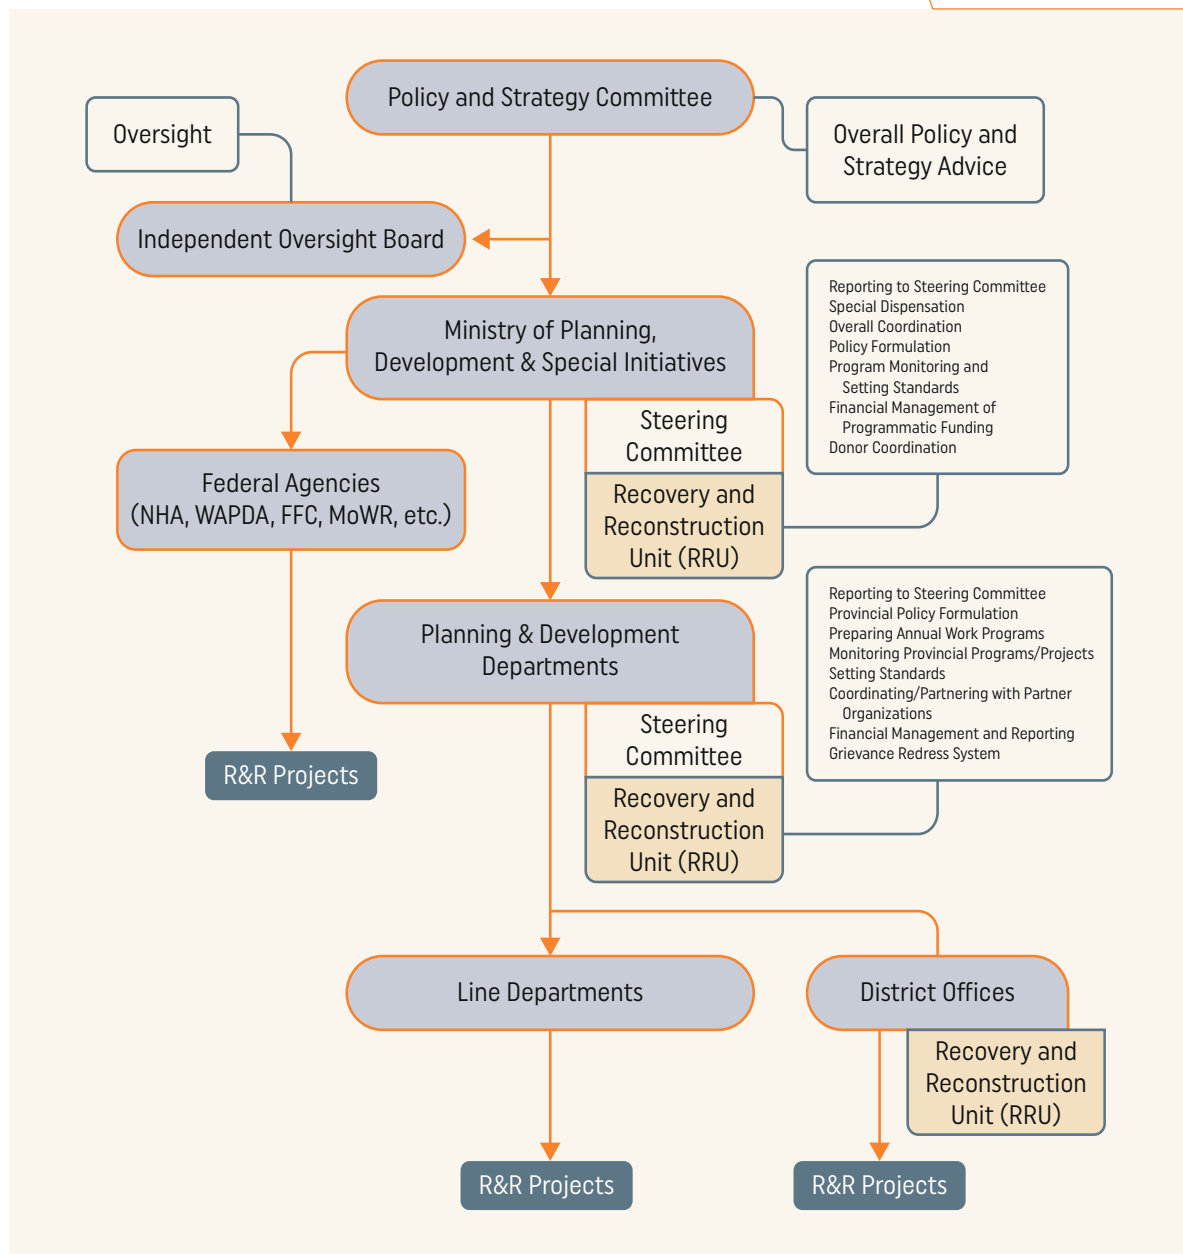 Policy and Strategy Committee
Oversight
Overall Policy and
Strategy Advice
Independent Oversight Board
Ministry of Planning,
Development & Special Initiatives
Reporting to Steering Committee
Special Dispensation
Overall Coordination
Policy Formulation
Program Monitoring and
Setting Standards
Financial Management of
Programmatic Funding
Donor Coordination
Steering
Committee
Recovery and
Reconstruction
Unit (RRU)
Federal Agencies
(NHA, WAPDA, FFC, MoWR, etc.)
R&R Projects
Planning & Development
Departments
Reporting to Steering Committee
Provincial Policy Formulation
Preparing Annual Work Programs
Monitoring Provincial Programs/Projects
Setting Standards
Coordinating/Partnering with Partner
Organizations
Financial Management and Reporting
Grievance Redress System
Steering
Committee
Recovery and
Reconstruction
Unit (RRU)
Line Departments
District Offices
Recovery and
Reconstruction
Unit (RRU)
R&R Projects
R&R Projects